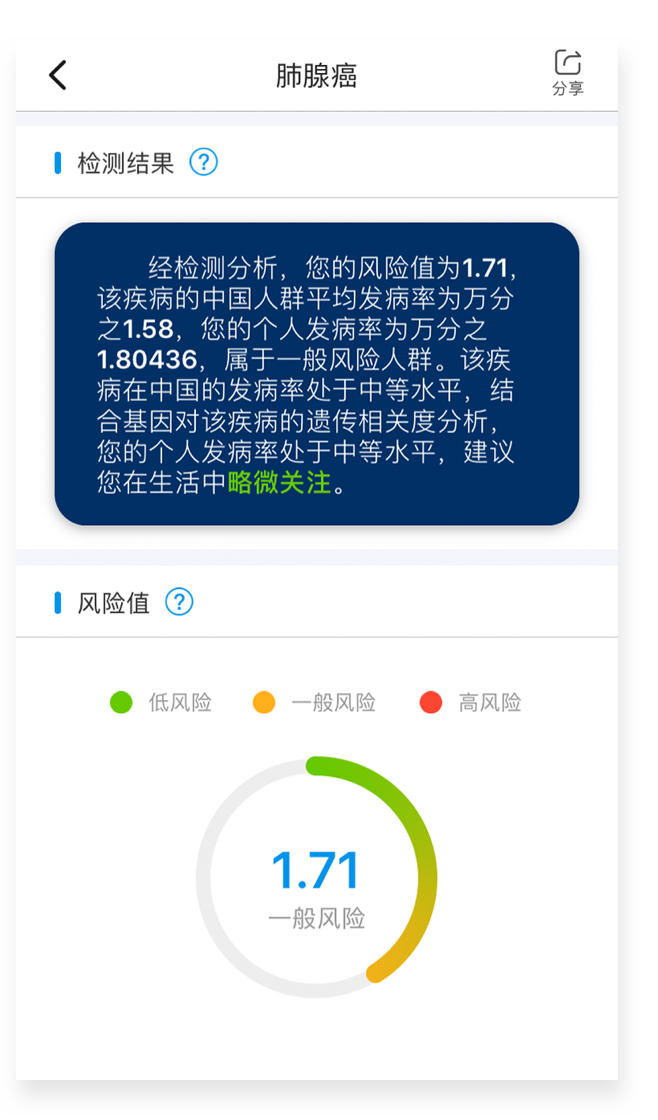 肺腺癌
分享
检测结果 ?
经检测分析，您的风险值为1.71,
该疾病的中国人群平均发病率为万分
之1.58，您的个人发病率为万分之
1.80436，属于一般风险人群。该疾
病在中国的发病率处于中等水平，结
合基因对该疾病的遗传相关度分析，
您的个人发病率处于中等水平，建议
您在生活中略微关注。
风险值 ?
低风险 一般风险 高风险
1.71
一般风险